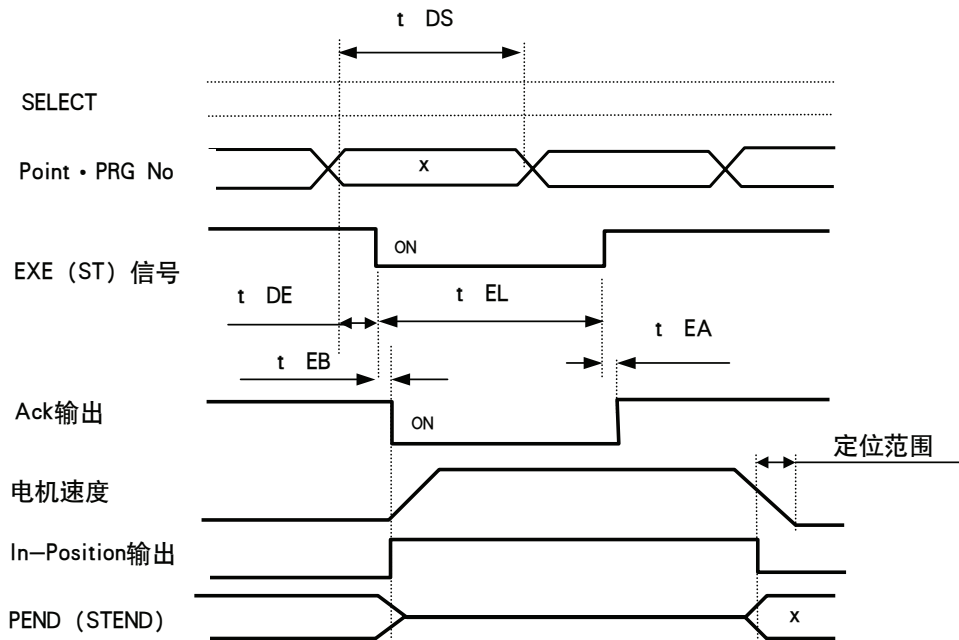 t DS
SELECT
Point・PRG No
x
EXE (ST) 信号
ON
t DE
t EL
t EA
t EB
Ack输出
ON
定位范围
电机速度
In-Position输出
PEND (STEND)
x